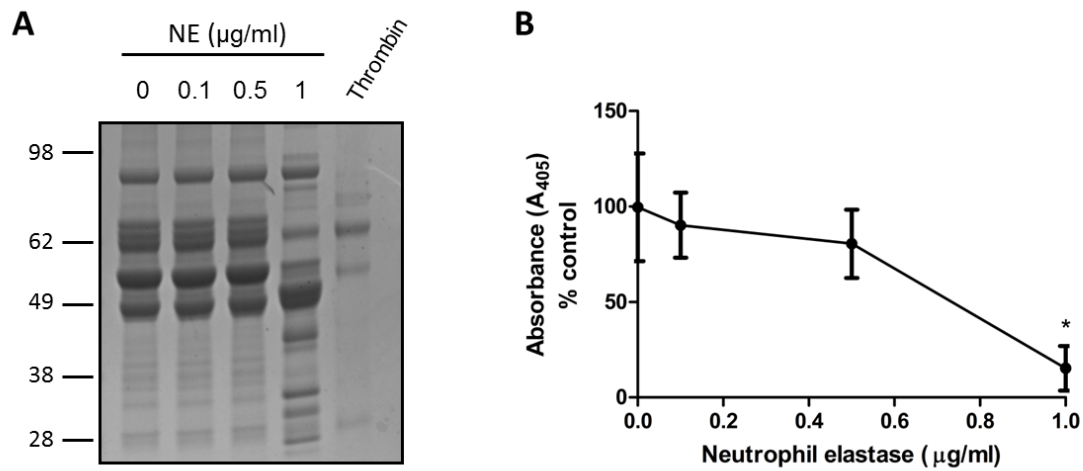 A
NE (µg/ml)
0 0.1 0.5 1 Thrombin
98
62
49
38
28
B
Absorbance (A405)
% control
150
100
50
0
*
0.0 0.2 0.4 0.6 0.8 1.0
Neutrophil elastase (µg/ml)